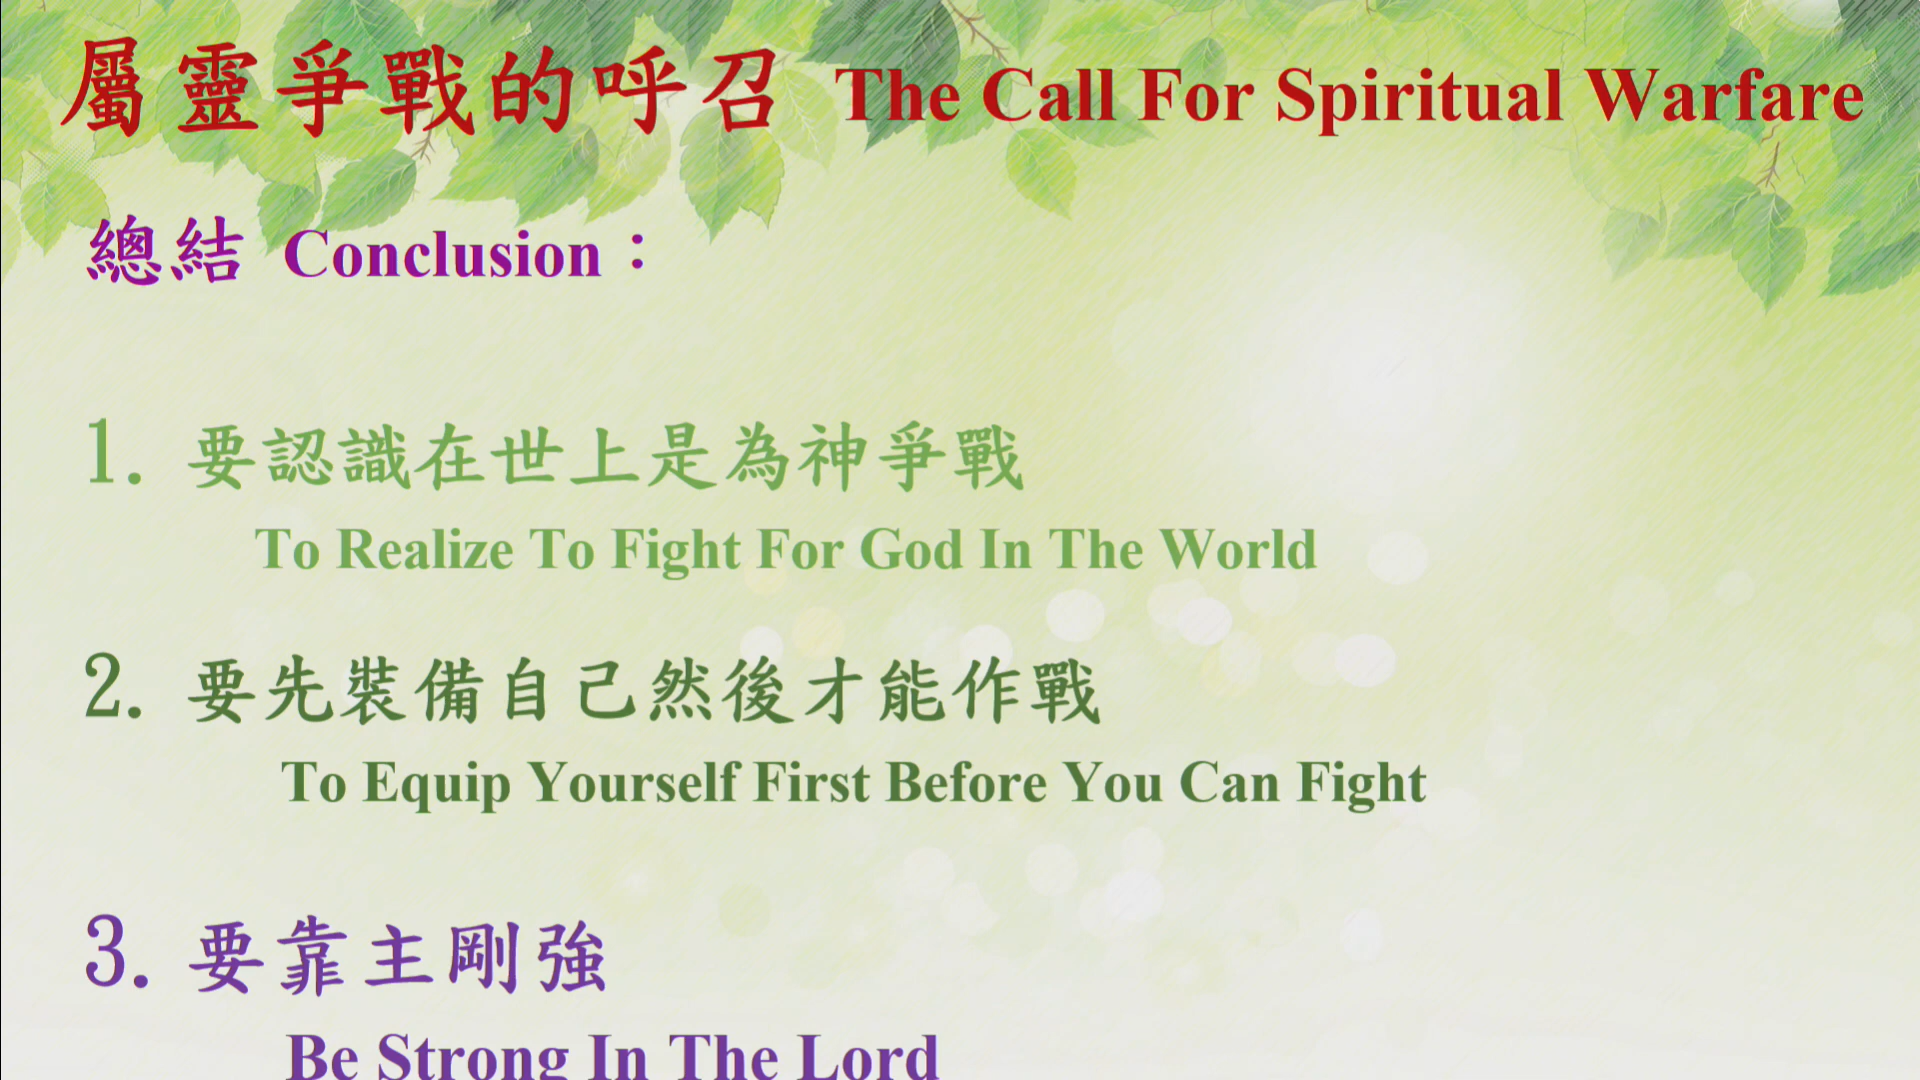 屬靈爭戰的呼召 The Call For Spiritual Warfare
總結 Conclusion：
1. 要認識在世上是為神爭戰
To Realize To Fight For God In The World
2. 要先裝備自己然後才能作戰
To Equip Yourself First Before You Can Fight
3. 要靠主剛強
Be Strong In The Lord